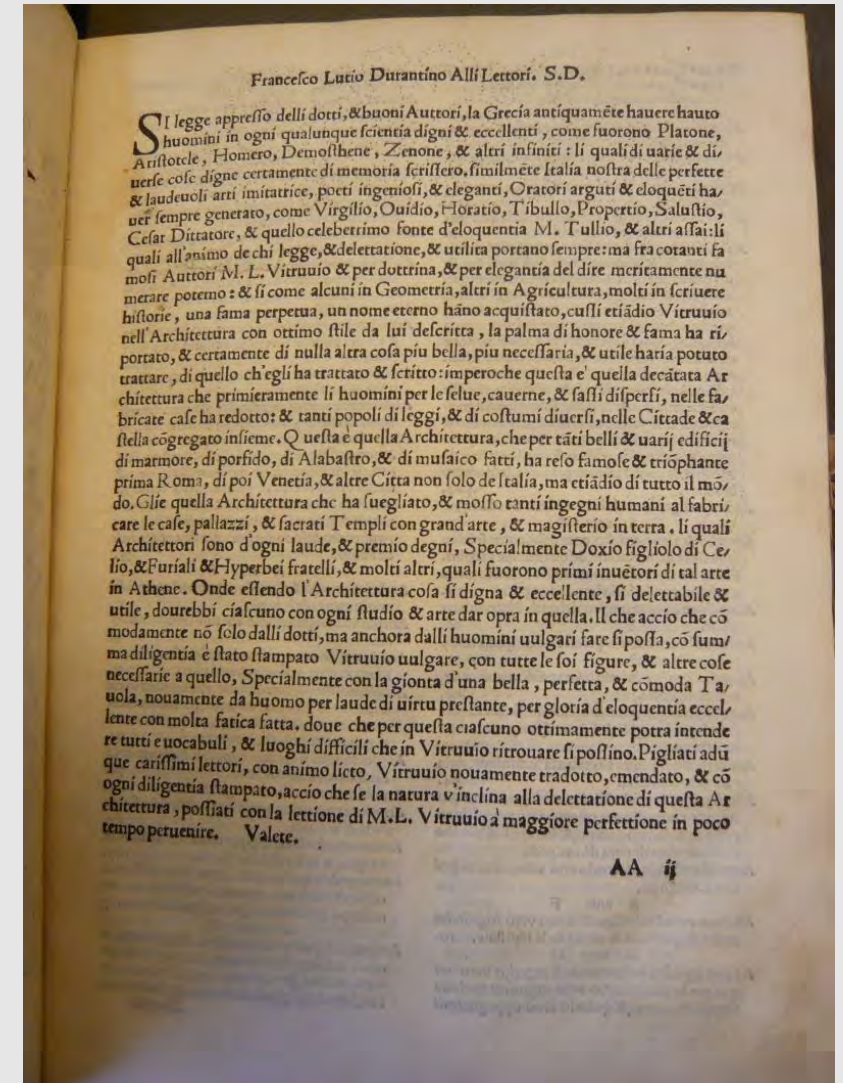 Franceſco Lutio Durantino Alli Lettori. S.D.
SI legge appreſſo delli dotti,&buoni Auttori,la Grecia antiquamẽte hauere hauto
huomini in ogni qualunque ſcientia digni & eccellenti, come fuorono Platone,
Ariſtotele, Homero, Demoſthene, Zenone, & altri infiniti : li quali di uarie & di/
uerſe coſe digne certamente di memoria ſcriſſero, ſimilmẽte Italia noſtra delle perfette
& laudeuoli arti imitatrice, poeti ingenioſi, & eleganti, Oratori arguti & eloquẽti ha/
uer ſempre generato, come Virgilio, Ouidio, Horatio, Tibullo, Propertio, Saluſtio,
Ceſar Dittatore, & quello celeberrimo fonte d'eloquentia M. Tullio, & altri aſſai:li
quali all'animo de chi legge,&delettatione,& utilita portano ſempre:ma fra cotanti fa
moſi Auttori M. L. Vitruuio & per dottrina,&per elegantia del dire meritamente nu
merare potemo : & ſi come alcuni in Geometria, altri in Agricultura, molti in ſcriuere
hiſtorie, una fama perpetua, un nome eterno hãno acquiſtato, cuſſi etiãdio Vitruuio
nell'Architettura con ottimo ſtile da lui deſcritta, la palma di honore & fama ha ri/
portato, & certamente di nulla altra coſa piu bella, piu neceſſaria, & utile haria potuto
trattare, di quello ch'egli ha trattato & ſcritto:imperoche queſta e' quella decãtata Ar
chitettura che primieramente li huomini per le ſelue, cauerne, & ſaſſi diſperſi, nelle fa/
bricate caſe ha redotto: & tanti popoli di leggi, & di coſtumi diuerſi, nelle Cittade & ca
ſtella cõgregato inſieme. Queſta è quella Architettura, che per tãti belli & uarij edificij
di marmore, di porfido, di Alabaſtro, & di muſaico fatti, ha reſo famoſe & triõphante
prima Roma, di poi Venetia, & altre Citta non ſolo de Italia, ma etiãdio di tutto il mõ/
do. Glie quella Architettura che ha ſuegliato, & moſſo tanti ingegni humani al fabri/
care le caſe, pallazzi, & ſacrati Templi con grand'arte, & magiſterio in terra. li quali
Architettori ſono d'ogni laude, & premio degni, Specialmente Doxio figliolo di Ce/
lio, & Furiali & Hyperbei fratelli, & molti altri, quali fuorono primi inuẽtori di tal arte
in Athene. Onde eſſendo l'Architettura coſa ſi digna & eccellente, ſi delettabile &
utile, dourebbi ciaſcuno con ogni ſtudio & arte dar opra in quella. Il che accio che cõ
modamente nõ ſolo dalli dotti, ma anchora dalli huomini uulgari fare ſi poſſa, cõ ſum/
ma diligentia è ſtato ſtampato Vitruuio uulgare, con tutte le ſoi figure, & altre coſe
neceſſarie a quello, Specialmente con la gionta d'una bella, perfetta, & cõmoda Ta/
uola, nouamente da huomo per laude di uirtu preſtante, per gloria d'eloquentia eccel/
lente con molta fatica fatta. doue che per queſta ciaſcuno ottimamente potra intende
re tutti e uocabuli, & luoghi difficili che in Vitruuio ritrouare ſi poſſino. Pigliati adũ
que cariſſimi lettori, con animo lieto, Vitruuio nouamente tradotto, emendato, & cõ
ogni diligentia ſtampato, accio che ſe la natura v'inclina alla delettatione di queſta Ar
chitettura, poſſiati con la lettione di M.L. Vitruuio à maggiore perfettione in poco
tempo peruenire. Valete.
AA ij